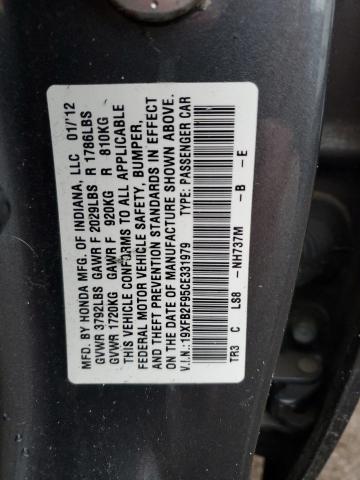 MFD. BY HONDA MFG. OF INDIANA, LLC 01/'12
GVWR 3792LBS GAWR F 2029LBS R 1786LBS
GVWR 1720KG GAWR F 920KG R 810KG
THIS VEHICLE CONFORMS TO ALL APPLICABLE
FEDERAL MOTOR VEHICLE SAFETY, BUMPER,
AND THEFT PREVENTION STANDARDS IN EFFECT
ON THE DATE OF MANUFACTURE SHOWN ABOVE.
V.I.N.:19XFB2F95CE331979 TYPE: PASSENGER CAR
TR3 C LS8 -NH737M -B -E